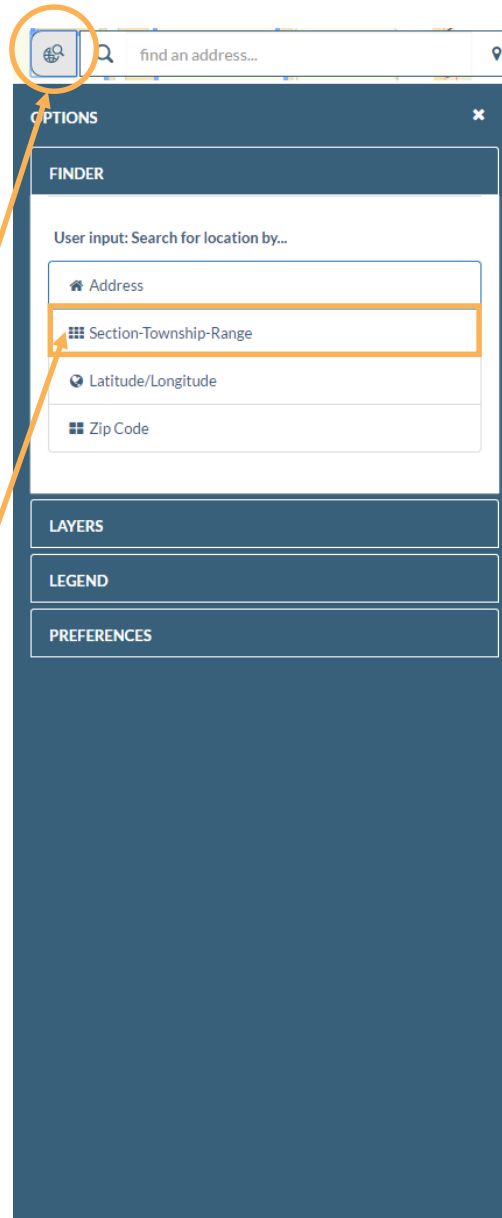 find an address...
OPTIONS
FINDER
User input: Search for location by...
Address
Section-Township-Range
Latitude/Longitude
Zip Code
LAYERS
LEGEND
PREFERENCES